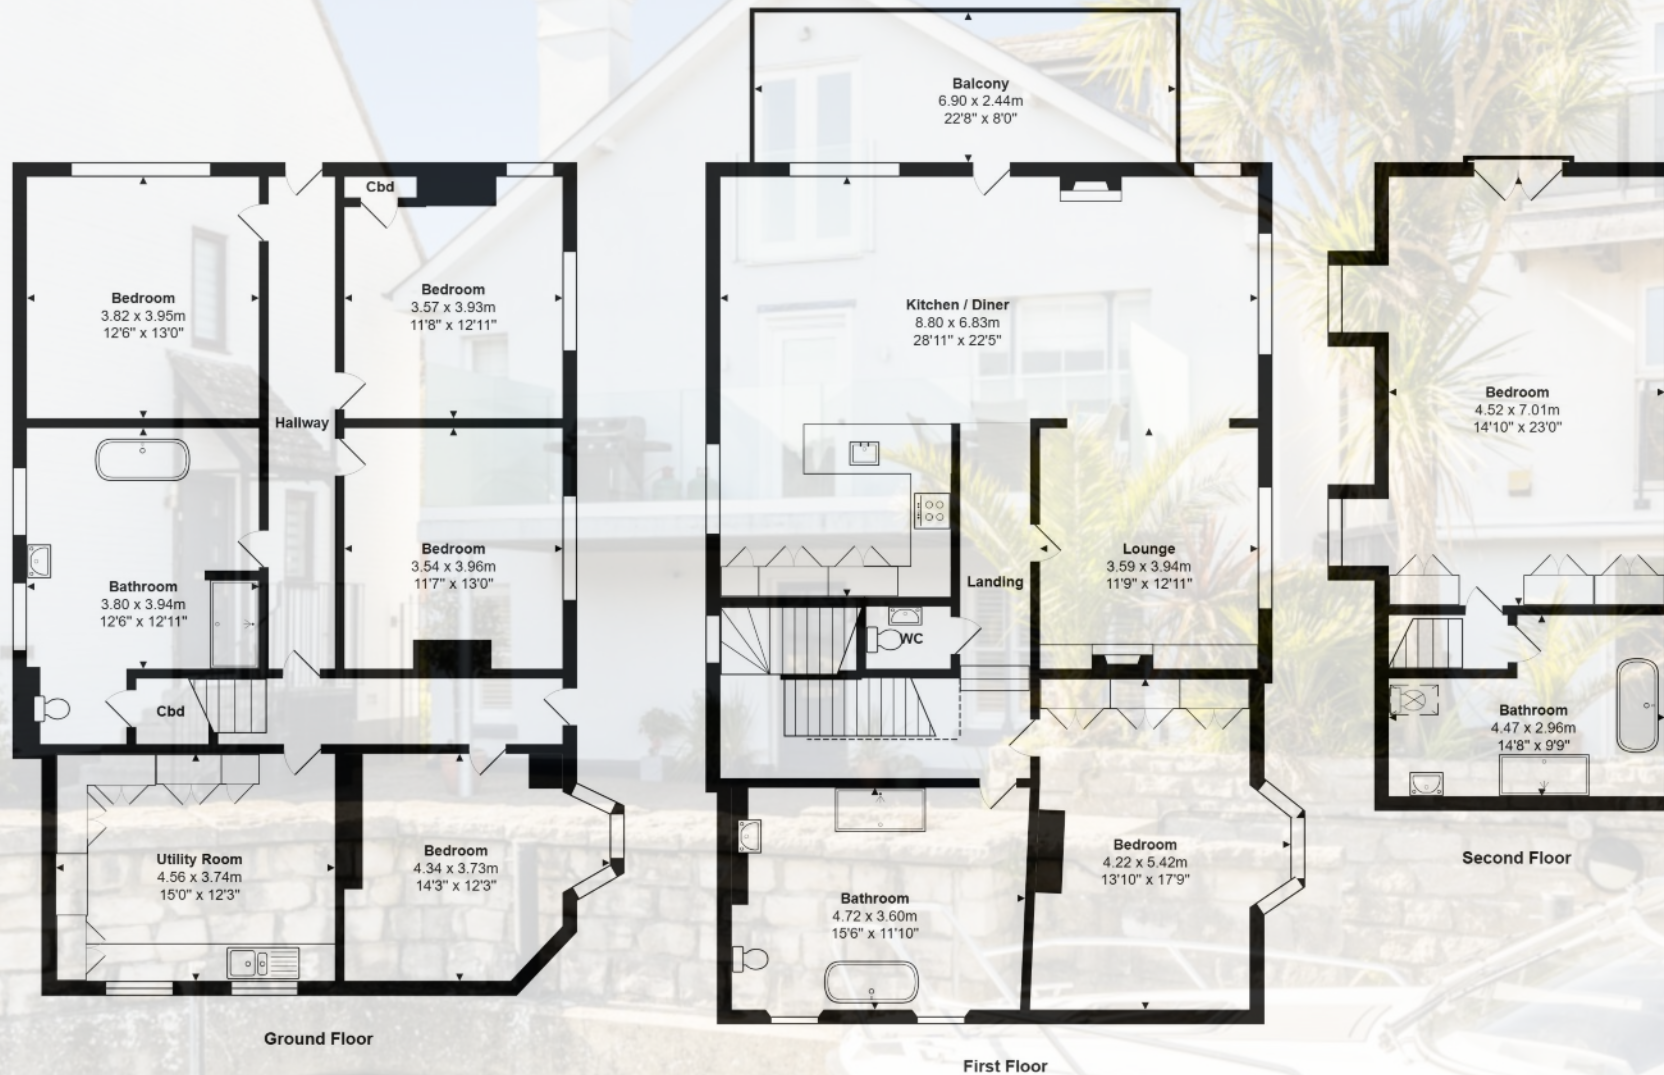 Balcony
6.90 x 2.44m
22'8" x 8'0"
Cbd
Bedroom
3.82 x 3.95m
12'6" x 13'0"
Bedroom
3.57 x 3.93m
11'8" x 12'11"
Hallway
Bathroom
3.80 x 3.94m
12'6" x 12'11"
Bedroom
3.54 x 3.96m
11'7" x 13'0"
Cbd
Utility Room
4.56 x 3.74m
15'0" x 12'3"
Bedroom
4.34 x 3.73m
14'3" x 12'3"
Ground Floor
Kitchen / Diner
8.80 x 6.83m
28'11" x 22'5"
Landing
Lounge
3.59 x 3.94m
11'9" x 12'11"
WC
Bathroom
4.72 x 3.60m
15'6" x 11'10"
Bedroom
4.22 x 5.42m
13'10" x 17'9"
First Floor
Bedroom
4.52 x 7.01m
14'10" x 23'0"
Bathroom
4.47 x 2.96m
14'8" x 9'9"
Second Floor